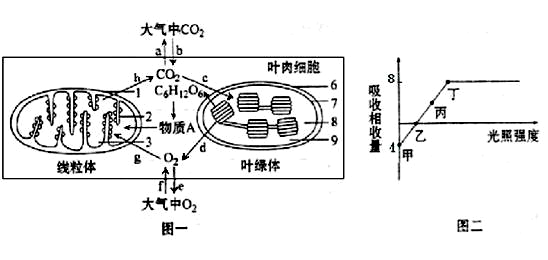 大气中CO2
a b
叶肉细胞
h CO2 c
C6H12O6
1 6
2 7
物质A 8
3 9
线粒体 g O2 d 叶绿体
f e
大气中O2
图一
8
吸收相收量
丁
丙
乙 光照强度
4 甲
图二